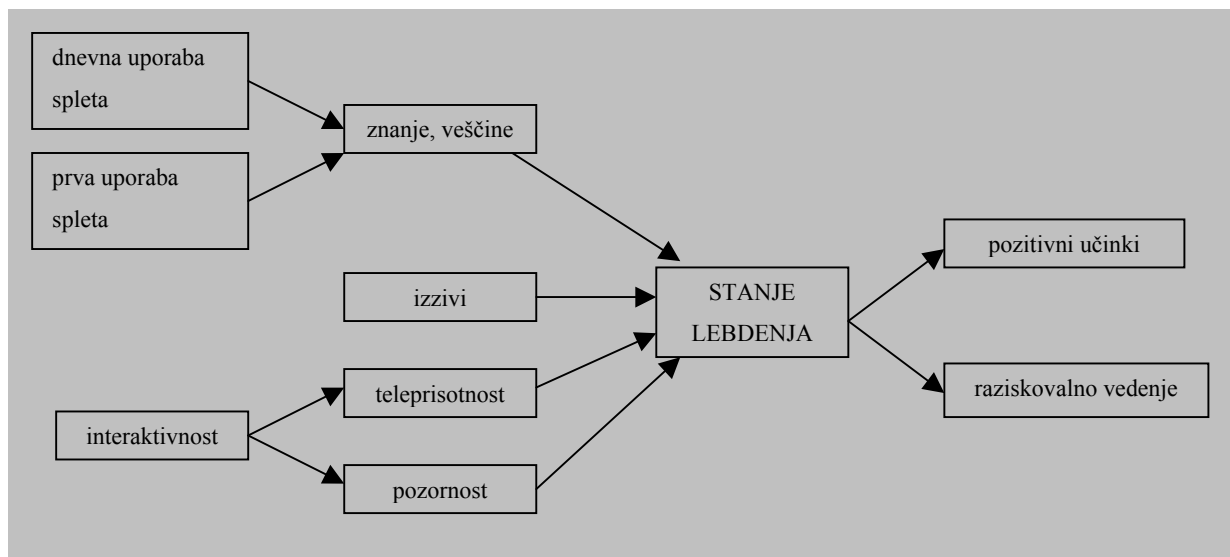 dnevna uporaba
spleta
prva uporaba
spleta
znanje, veščine
izzivi
teleprisotnost
interaktivnost
pozornost
STANJE
LEBDENJA
pozitivni učinki
raziskovalno vedenje